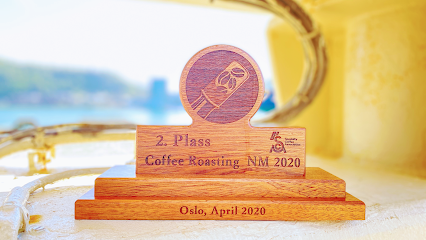 2. Plass
Coffee Roasting NM 2020
Oslo, April 2020